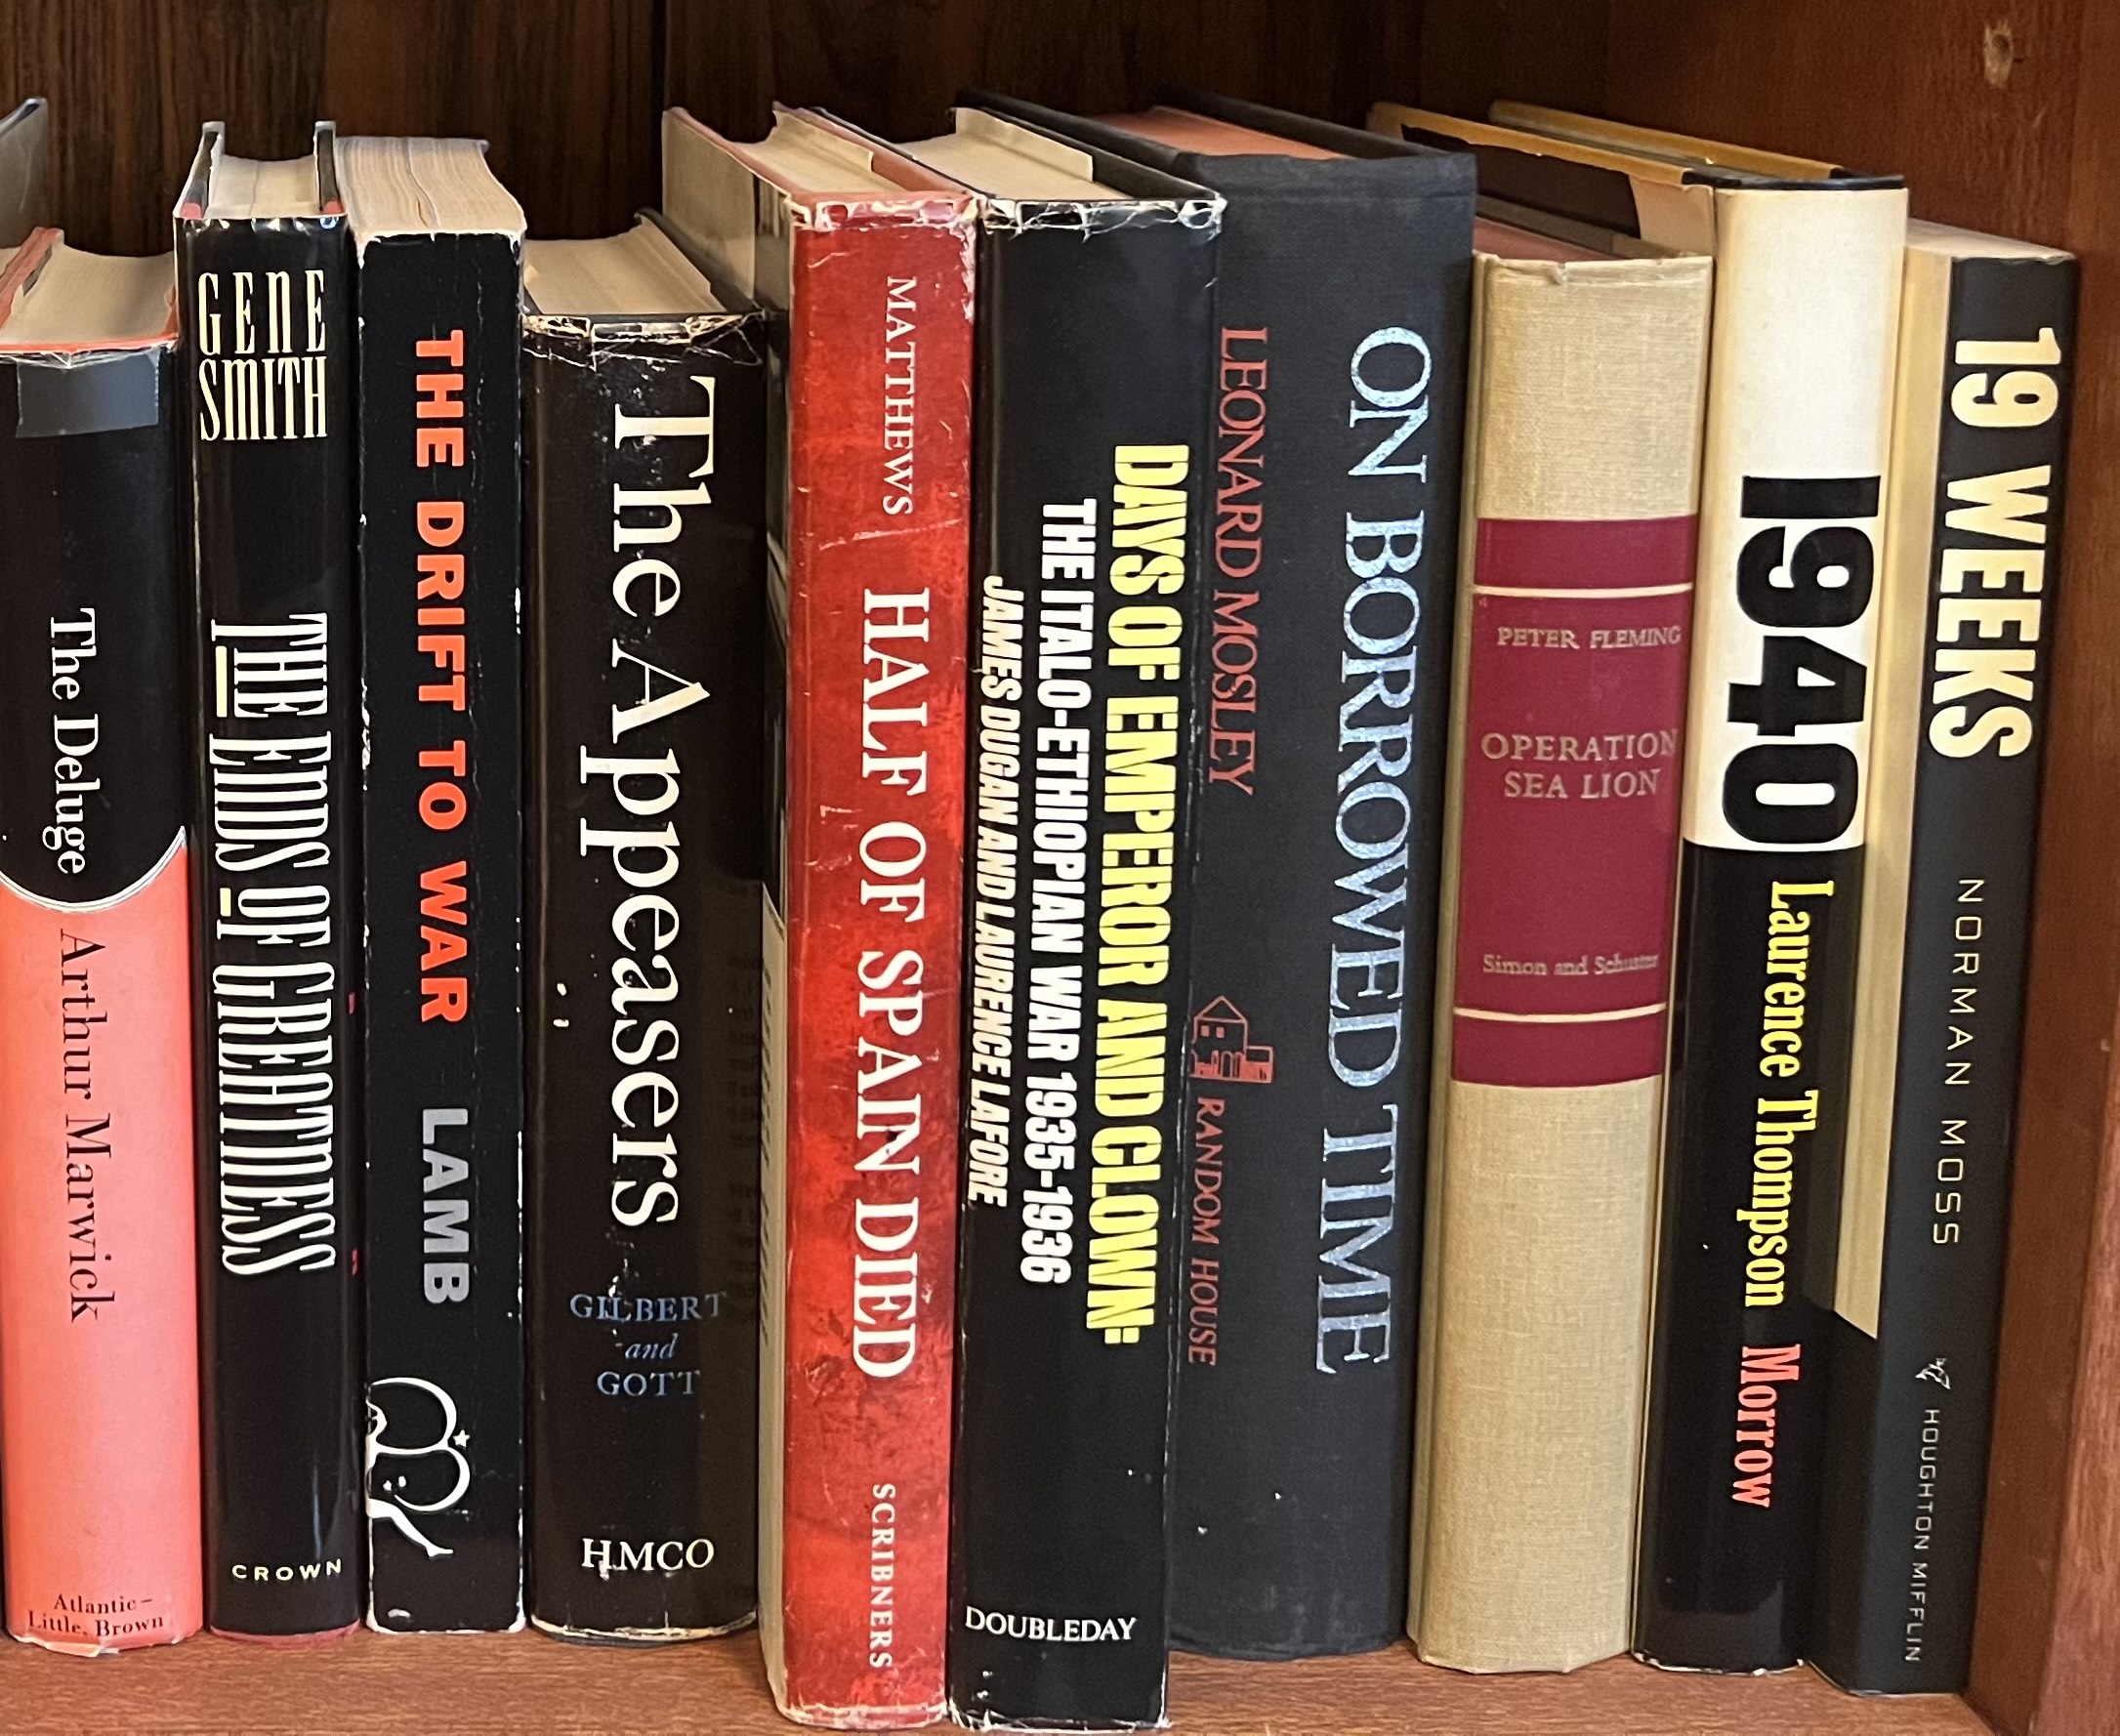 The Deluge
Arthur Marwick
Atlantic–
Little, Brown
GENE
SMITH
THE ENDS OF GREATNESS
CROWN
THE DRIFT TO WAR
LAMB
The Appeasers
GILBERT
and
GOTT
HMCO
MATTHEWS
HALF OF SPAIN DIED
SCRIBNERS
DAYS OF EMPEROR AND CLOWN:
THE ITALO-ETHIOPIAN WAR 1935-1936
JAMES DUGAN AND LAURENCE LAFORE
DOUBLEDAY
ON BORROWED TIME
LEONARD MOSLEY
RANDOM HOUSE
PETER FLEMING
OPERATION
SEA LION
Simon and Schuster
1940
Laurence Thompson
Morrow
19 WEEKS
NORMAN MOSS
HOUGHTON MIFFLIN